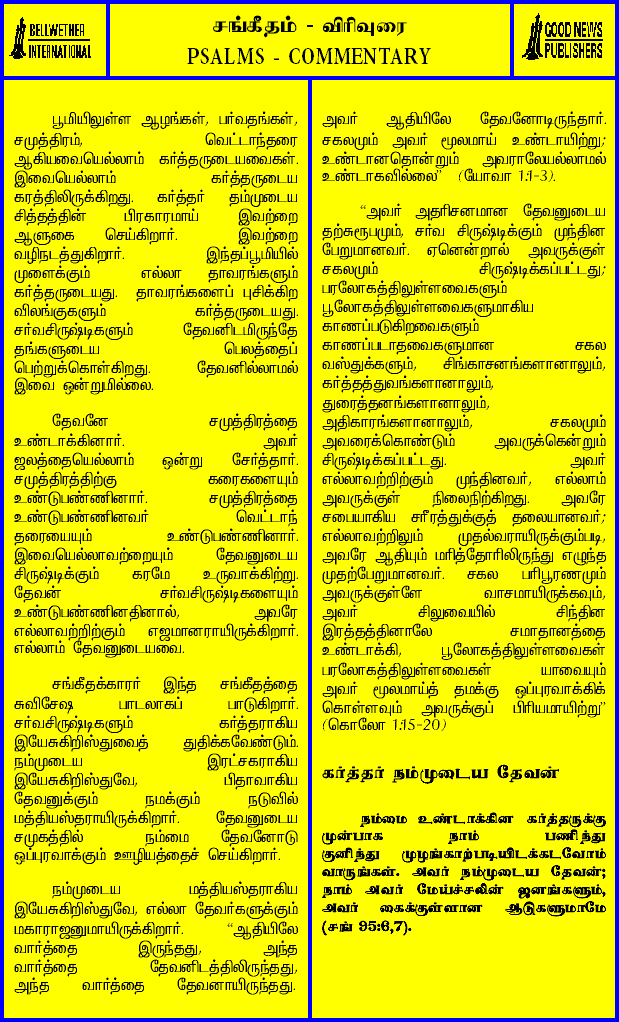 BELLWETHER
INTERNATIONAL
சங்கீதம் - விரிவுரை
PSALMS - COMMENTARY
GOOD NEWS
PUBLISHERS
பூமியிலுள்ள ஆழங்கள், பர்வதங்கள்,
சமுத்திரம், வெட்டாந்தரை
ஆகியவையெல்லாம் கர்த்தருடையவைகள்.
இவையெல்லாம் கர்த்தருடைய
கரத்திலிருக்கிறது. கர்த்தர் தம்முடைய
சித்தத்தின் பிரகாரமாய் இவற்றை
ஆளுகை செய்கிறார். இவற்றை
வழிநடத்துகிறார். இந்தப்பூமியில்
முளைக்கும் எல்லா தாவரங்களும்
கர்த்தருடையது. தாவரங்களைப் புசிக்கிற
விலங்குகளும் கர்த்தருடையது.
சர்வசிருஷ்டிகளும் தேவனிடமிருந்தே
தங்களுடைய பெலத்தைப்
பெற்றுக்கொள்கிறது. தேவனில்லாமல்
இவை ஒன்றுமில்லை.
தேவனே சமுத்திரத்தை
உண்டாக்கினார். அவர்
ஜலத்தையெல்லாம் ஒன்று சேர்த்தார்.
சமுத்திரத்திற்கு கரைகளையும்
உண்டுபண்ணினார். சமுத்திரத்தை
உண்டுபண்ணினவர் வெட்டாந்
தரையையும் உண்டுபண்ணினார்.
இவையெல்லாவற்றையும் தேவனுடைய
சிருஷ்டிக்கும் கரமே உருவாக்கிற்று.
தேவன் சர்வசிருஷ்டிகளையும்
உண்டுபண்ணினதினால், அவரே
எல்லாவற்றிற்கும் எஜமானராயிருக்கிறார்.
எல்லாம் தேவனுடையவை.
சங்கீதக்காரர் இந்த சங்கீதத்தை
சுவிசேஷ பாடலாகப் பாடுகிறார்.
சர்வசிருஷ்டிகளும் கர்த்தராகிய
இயேசுகிறிஸ்துவைத் துதிக்கவேண்டும்.
நம்முடைய இரட்சகராகிய
இயேசுகிறிஸ்துவே, பிதாவாகிய
தேவனுக்கும் நமக்கும் நடுவில்
மத்தியஸ்தராயிருக்கிறார். தேவனுடைய
சமுகத்தில் நம்மை தேவனோடு
ஒப்புரவாக்கும் ஊழியத்தைச் செய்கிறார்.
நம்முடைய மத்தியஸ்தராகிய
இயேசுகிறிஸ்துவே, எல்லா தேவர்களுக்கும்
மகாராஜனுமாயிருக்கிறார். “ஆதியிலே
வார்த்தை இருந்தது, அந்த
வார்த்தை தேவனிடத்திலிருந்தது,
அந்த வார்த்தை தேவனாயிருந்தது.
அவர் ஆதியிலே தேவனோடிருந்தார்.
சகலமும் அவர் மூலமாய் உண்டாயிற்று;
உண்டானதொன்றும் அவராலேயல்லாமல்
உண்டாகவில்லை” (யோவா 1:1-3).
“அவர் அதரிசனமான தேவனுடைய
தற்சுரூபமும், சர்வ சிருஷ்டிக்கும் முந்தின
பேறுமானவர். ஏனென்றால் அவருக்குள்
சகலமும் சிருஷ்டிக்கப்பட்டது;
பரலோகத்திலுள்ளவைகளும்
பூலோகத்திலுள்ளவைகளுமாகிய
காணப்படுகிறவைகளும்
காணப்படாதவைகளுமான சகல
வஸ்துக்களும், சிங்காசனங்களானாலும்,
கர்த்தத்துவங்களானாலும்,
துரைத்தனங்களானாலும்,
அதிகாரங்களானாலும், சகலமும்
அவரைக்கொண்டும் அவருக்கென்றும்
சிருஷ்டிக்கப்பட்டது. அவர்
எல்லாவற்றிற்கும் முந்தினவர், எல்லாம்
அவருக்குள் நிலைநிற்கிறது. அவரே
சபையாகிய சரீரத்துக்குத் தலையானவர்;
எல்லாவற்றிலும் முதல்வராயிருக்கும்படி,
அவரே ஆதியும் மரித்தோரிலிருந்து எழுந்த
முதற்பேறுமானவர். சகல பரிபூரணமும்
அவருக்குள்ளே வாசமாயிருக்கவும்,
அவர் சிலுவையில் சிந்தின
இரத்தத்தினாலே சமாதானத்தை
உண்டாக்கி, பூலோகத்திலுள்ளவைகள்
பரலோகத்திலுள்ளவைகள் யாவையும்
அவர் மூலமாய்த் தமக்கு ஒப்புரவாக்கிக்
கொள்ளவும் அவருக்குப் பிரியமாயிற்று”
(கொலோ 1:15-20)
கர்த்தர் நம்முடைய தேவன்
நம்மை உண்டாக்கின கர்த்தருக்கு
முன்பாக நாம் பணிந்து
குனிந்து முழங்காற்படியிடக்கடவோம்
வாருங்கள். அவர் நம்முடைய தேவன்;
நாம் அவர் மேய்ச்சலின் ஜனங்களும்,
அவர் கைக்குள்ளான ஆடுகளுமாமே
(சங் 95:6,7).